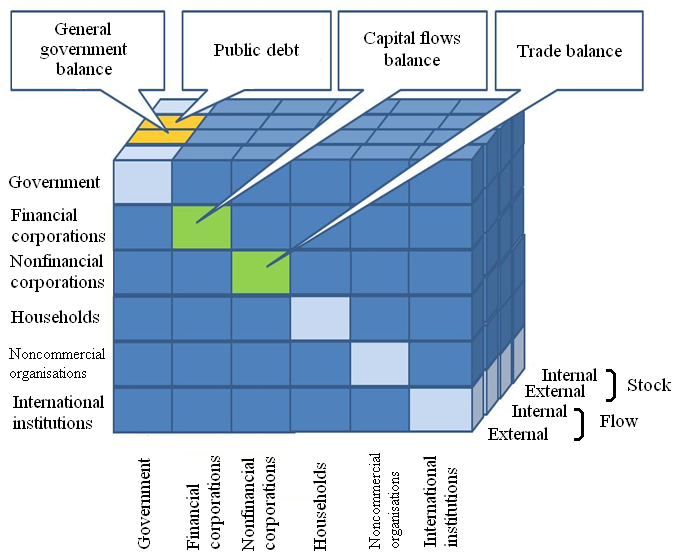 General
government
balance
Public debt
Capital flows
balance
Trade balance
Government
Financial
corporations
Nonfinancial
corporations
Households
Noncommercial
organisations
International
institutions
Internal
External
Stock
Internal
External
Flow
Government
Financial
corporations
Nonfinancial
corporations
Households
Noncommercial
organisations
International
institutions